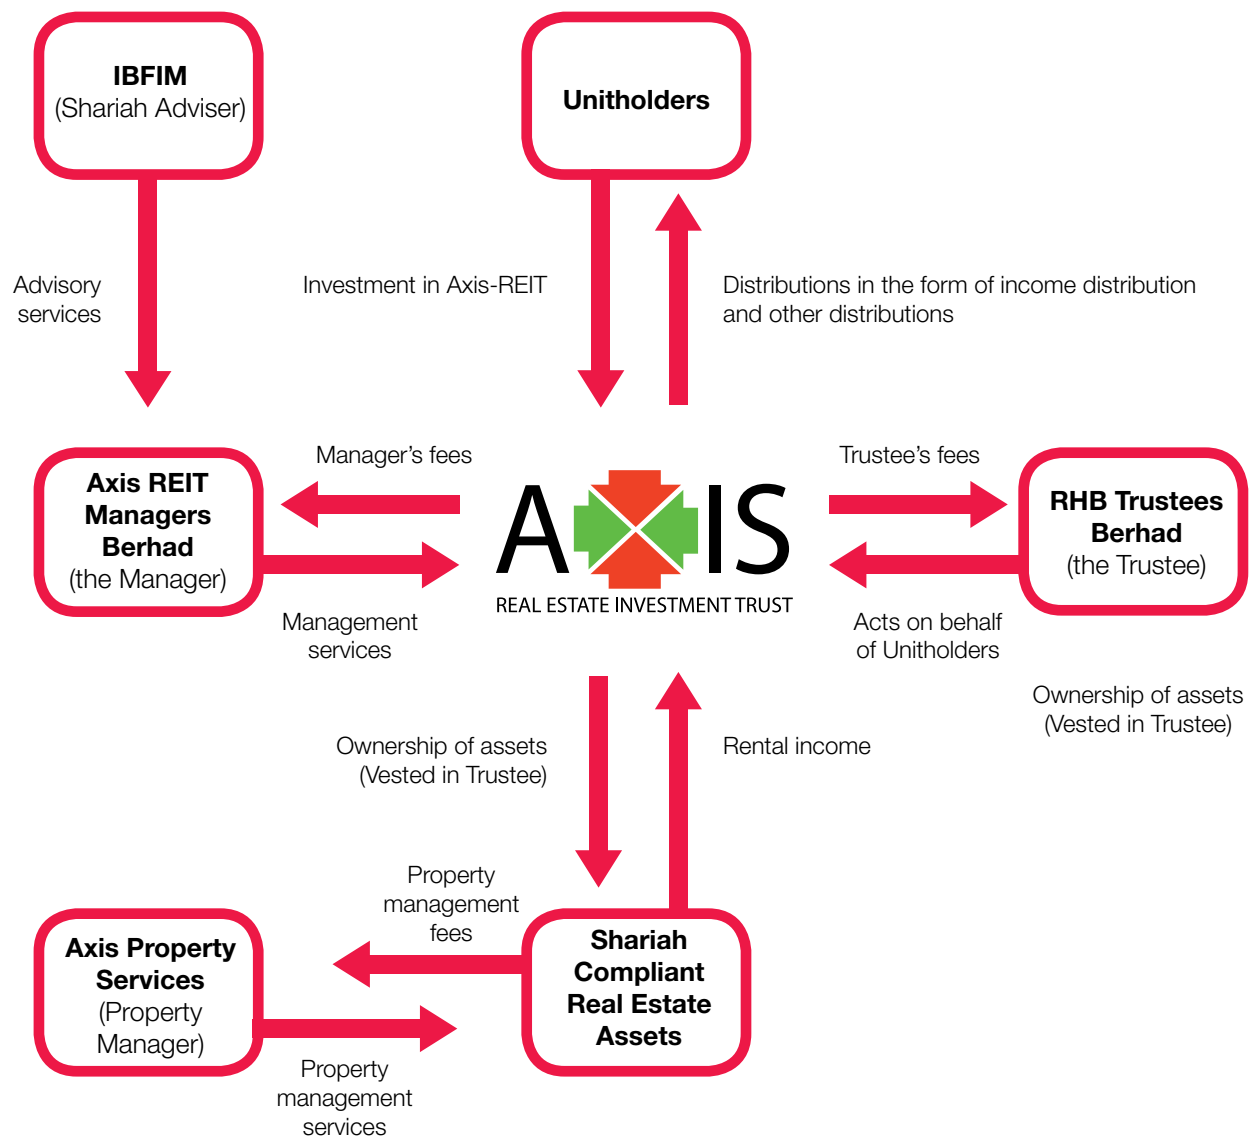 IBFIM
(Shariah Adviser)
Unitholders
Advisory
services
Investment in Axis-REIT
Distributions in the form of income distribution
and other distributions
Axis REIT
Managers
Berhad
(the Manager)
Manager’s fees
Management
services
AXIS
REAL ESTATE INVESTMENT TRUST
Trustee’s fees
Acts on behalf
of Unitholders
RHB Trustees
Berhad
(the Trustee)
Ownership of assets
(Vested in Trustee)
Ownership of assets
(Vested in Trustee)
Rental income
Axis Property
Services
(Property
Manager)
Property
management
fees
Property
management
services
Shariah
Compliant
Real Estate
Assets